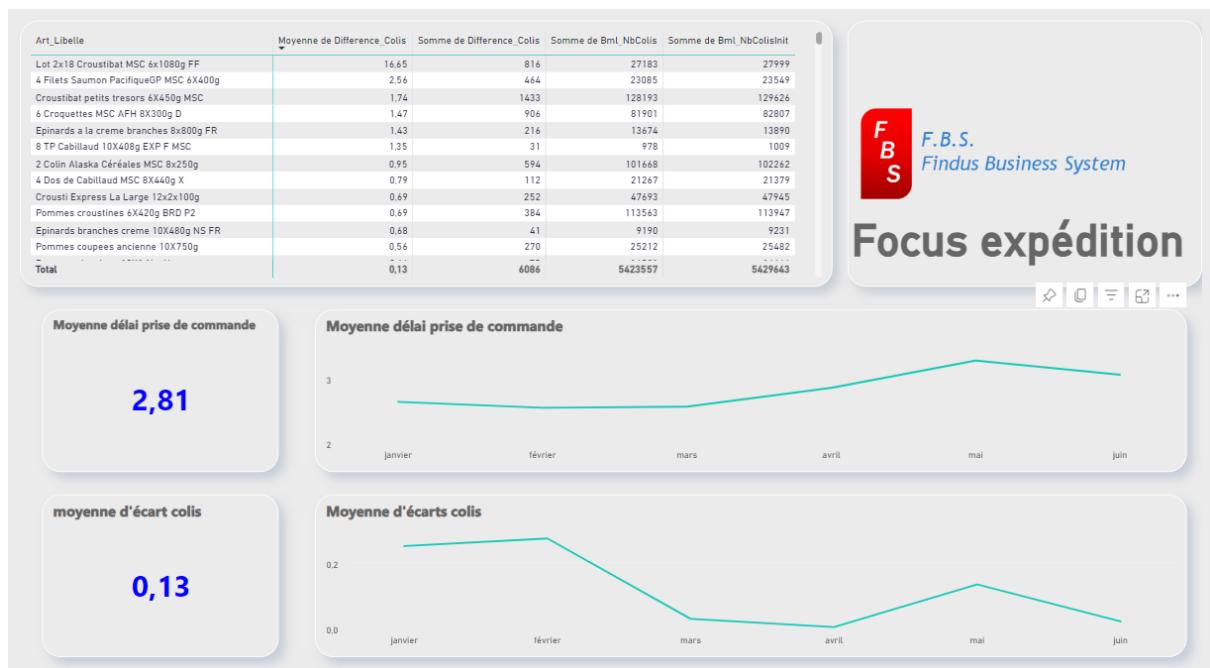 Art_Libelle Moyenne de Difference_Colis Somme de Difference_Colis Somme de Bml_NbColis Somme de Bml_NbColisInit
Lot 2x18 Croustibat MSC 6x1080g FF 16,65 816 27183 27999
4 Filets Saumon PacifiqueGP MSC 6X400g 2,56 464 23085 23549
Croustibat petits tresors 6X450g MSC 1,74 1433 128193 129626
6 Croquettes MSC AFH 8X300g D 1,47 906 81901 82807
Epinards a la creme branches 8x800g FR 1,43 216 13674 13890
8 TP Cabillaud 10X408g EXP F MSC 1,35 31 978 1009
2 Colin Alaska Céréales MSC 8x250g 0,95 594 101668 102262
4 Dos de Cabillaud MSC 8X440g X 0,79 112 21267 21379
Crousti Express La Large 12x2x100g 0,69 252 47693 47945
Pommes croustines 6X420g BRD P2 0,69 384 113563 113947
Epinards branches creme 10X480g NS FR 0,68 41 9190 9231
Pommes coupees ancienne 10X750g 0,56 270 25212 25482
Total 0,13 6086 5423557 5429643
F
B
S
F.B.S.
Findus Business System
Focus expédition
Moyenne délai prise de commande
2,81
Moyenne délai prise de commande
3
2
janvier février mars avril mai juin
moyenne d'écart colis
0,13
Moyenne d'écarts colis
0,2
0,0
janvier février mars avril mai juin